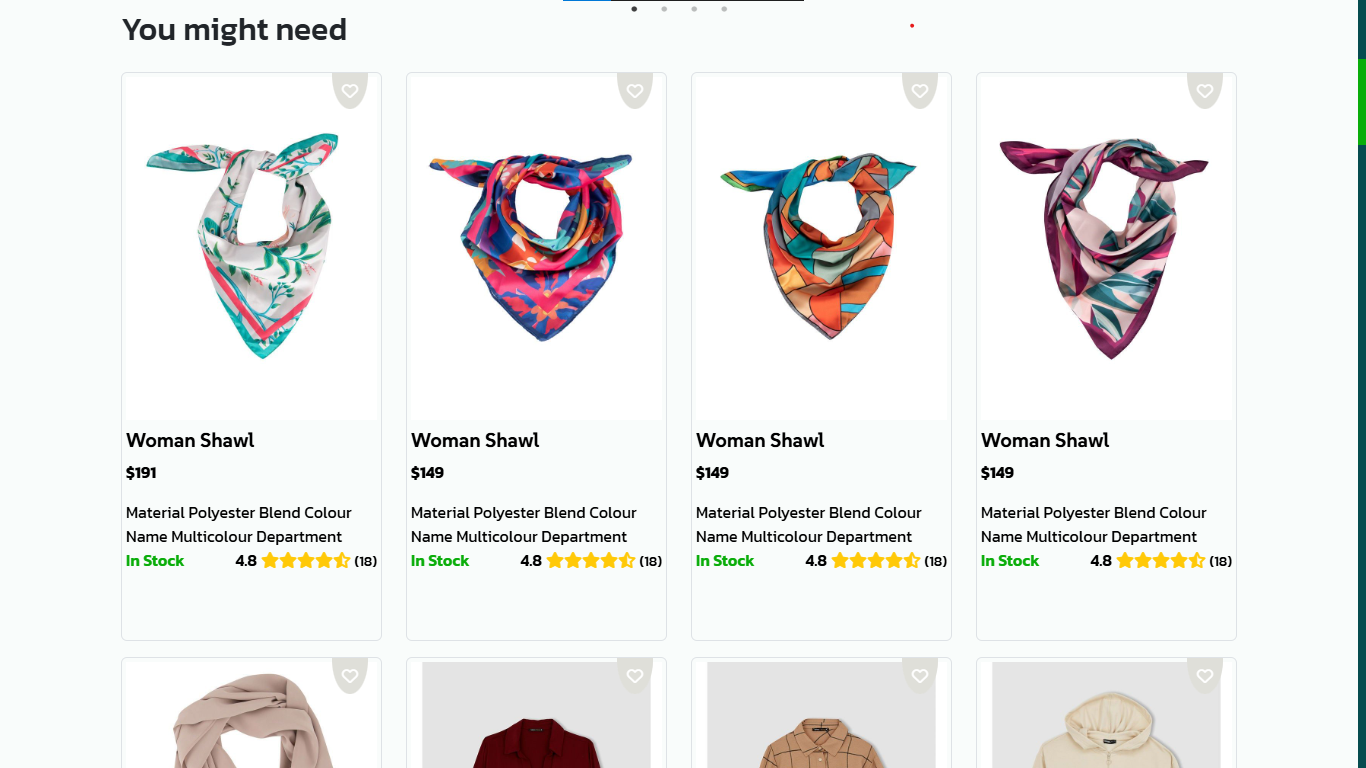 You might need
Woman Shawl
$191
Material Polyester Blend Colour
Name Multicolour Department
In Stock 4.8 (18)
Woman Shawl
$149
Material Polyester Blend Colour
Name Multicolour Department
In Stock 4.8 (18)
Woman Shawl
$149
Material Polyester Blend Colour
Name Multicolour Department
In Stock 4.8 (18)
Woman Shawl
$149
Material Polyester Blend Colour
Name Multicolour Department
In Stock 4.8 (18)